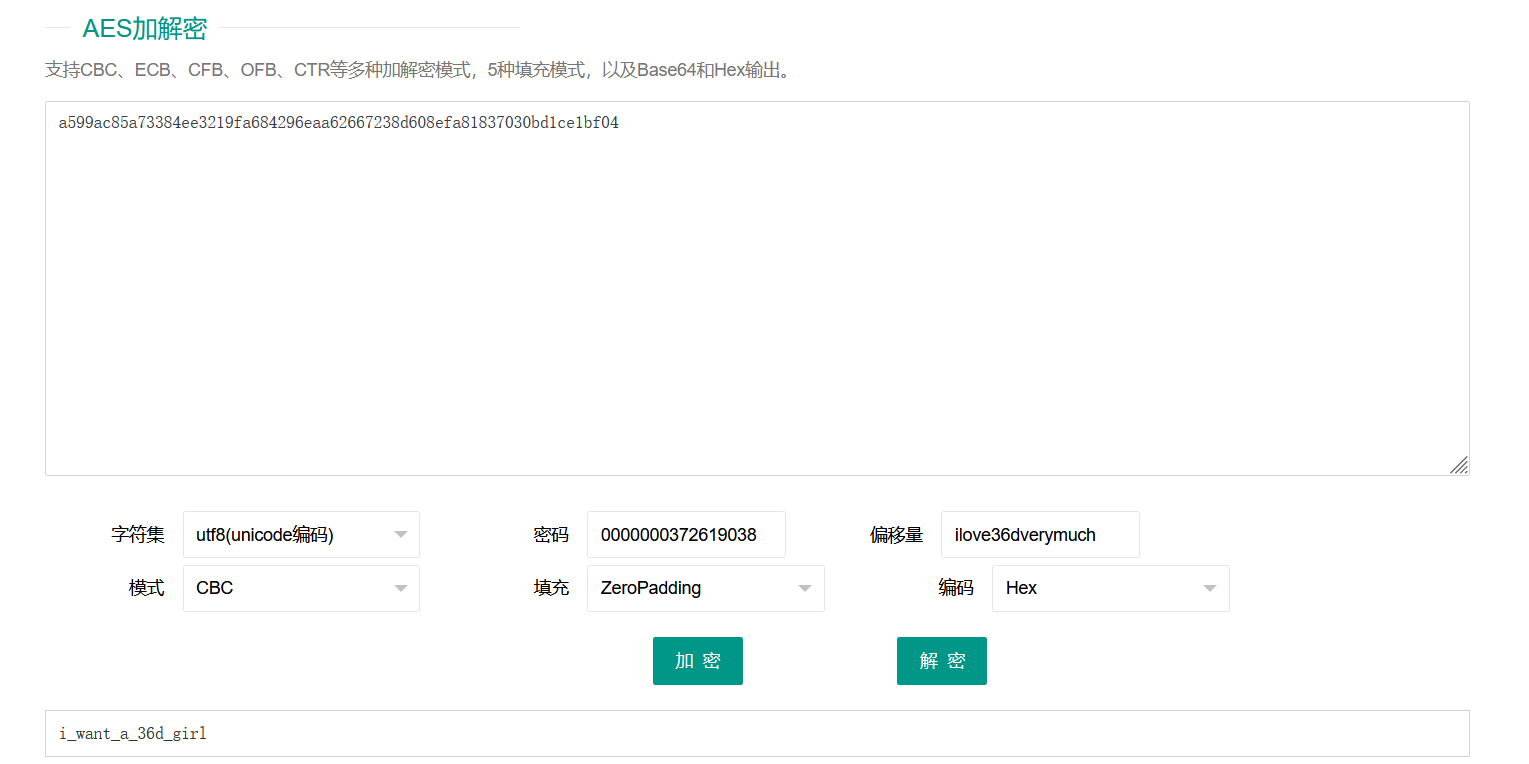 AES加解密
支持CBC、ECB、CFB、OFB、CTR等多种加解密模式，5种填充模式，以及Base64和Hex输出。
a599ac85a73384ee3219fa684296eaa62667238d608efa81837030bd1ce1bf04
字符集 utf8(unicode编码) 密码 0000000372619038 偏移量 ilove36dverymuch
模式 CBC 填充 ZeroPadding 编码 Hex
加 密 解 密
i_want_a_36d_girl